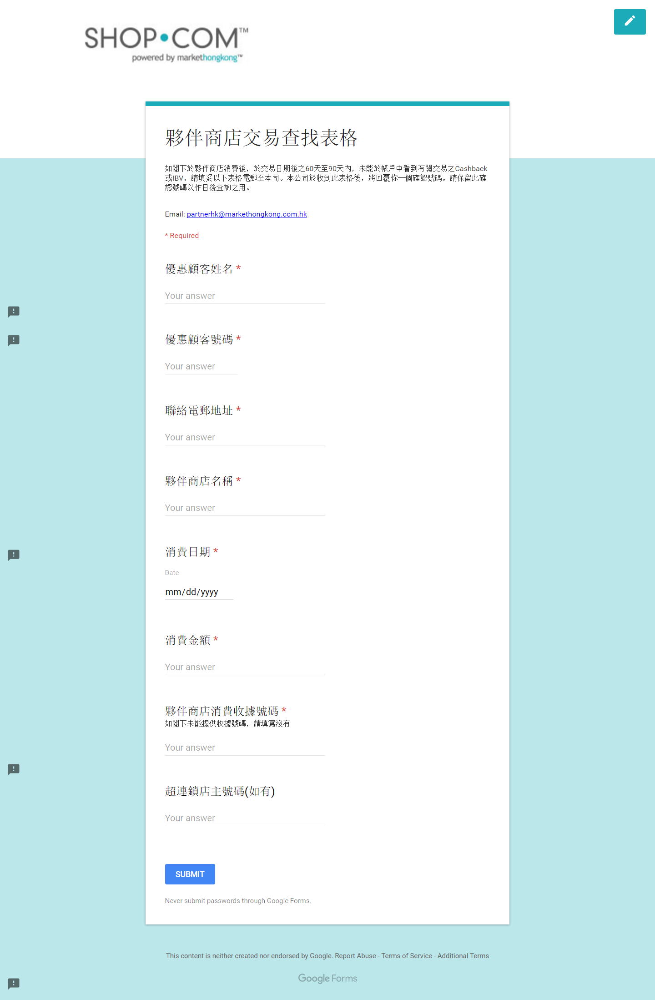 SHOP•COM™
powered by markethongkong™
夥伴商店交易查找表格
如閣下於夥伴商店消費後，於交易日期後之60天至90天內，未能於帳戶中看到有關交易之Cashback
或IBV，請填妥以下表格電郵至本司。本公司於收到此表格後，將回覆你一個確認號碼。請保留此確
認號碼以作日後查詢之用。
Email: partnerhk@markethongkong.com.hk
* Required
優惠顧客姓名 *
Your answer
優惠顧客號碼 *
Your answer
聯絡電郵地址 *
Your answer
夥伴商店名稱 *
Your answer
消費日期 *
Date
mm/dd/yyyy
消費金額 *
Your answer
夥伴商店消費收據號碼 *
如閣下未能提供收據號碼，請填寫沒有
Your answer
超連鎖店主號碼(如有)
Your answer
SUBMIT
Never submit passwords through Google Forms.
This content is neither created nor endorsed by Google. Report Abuse - Terms of Service - Additional Terms
Google Forms